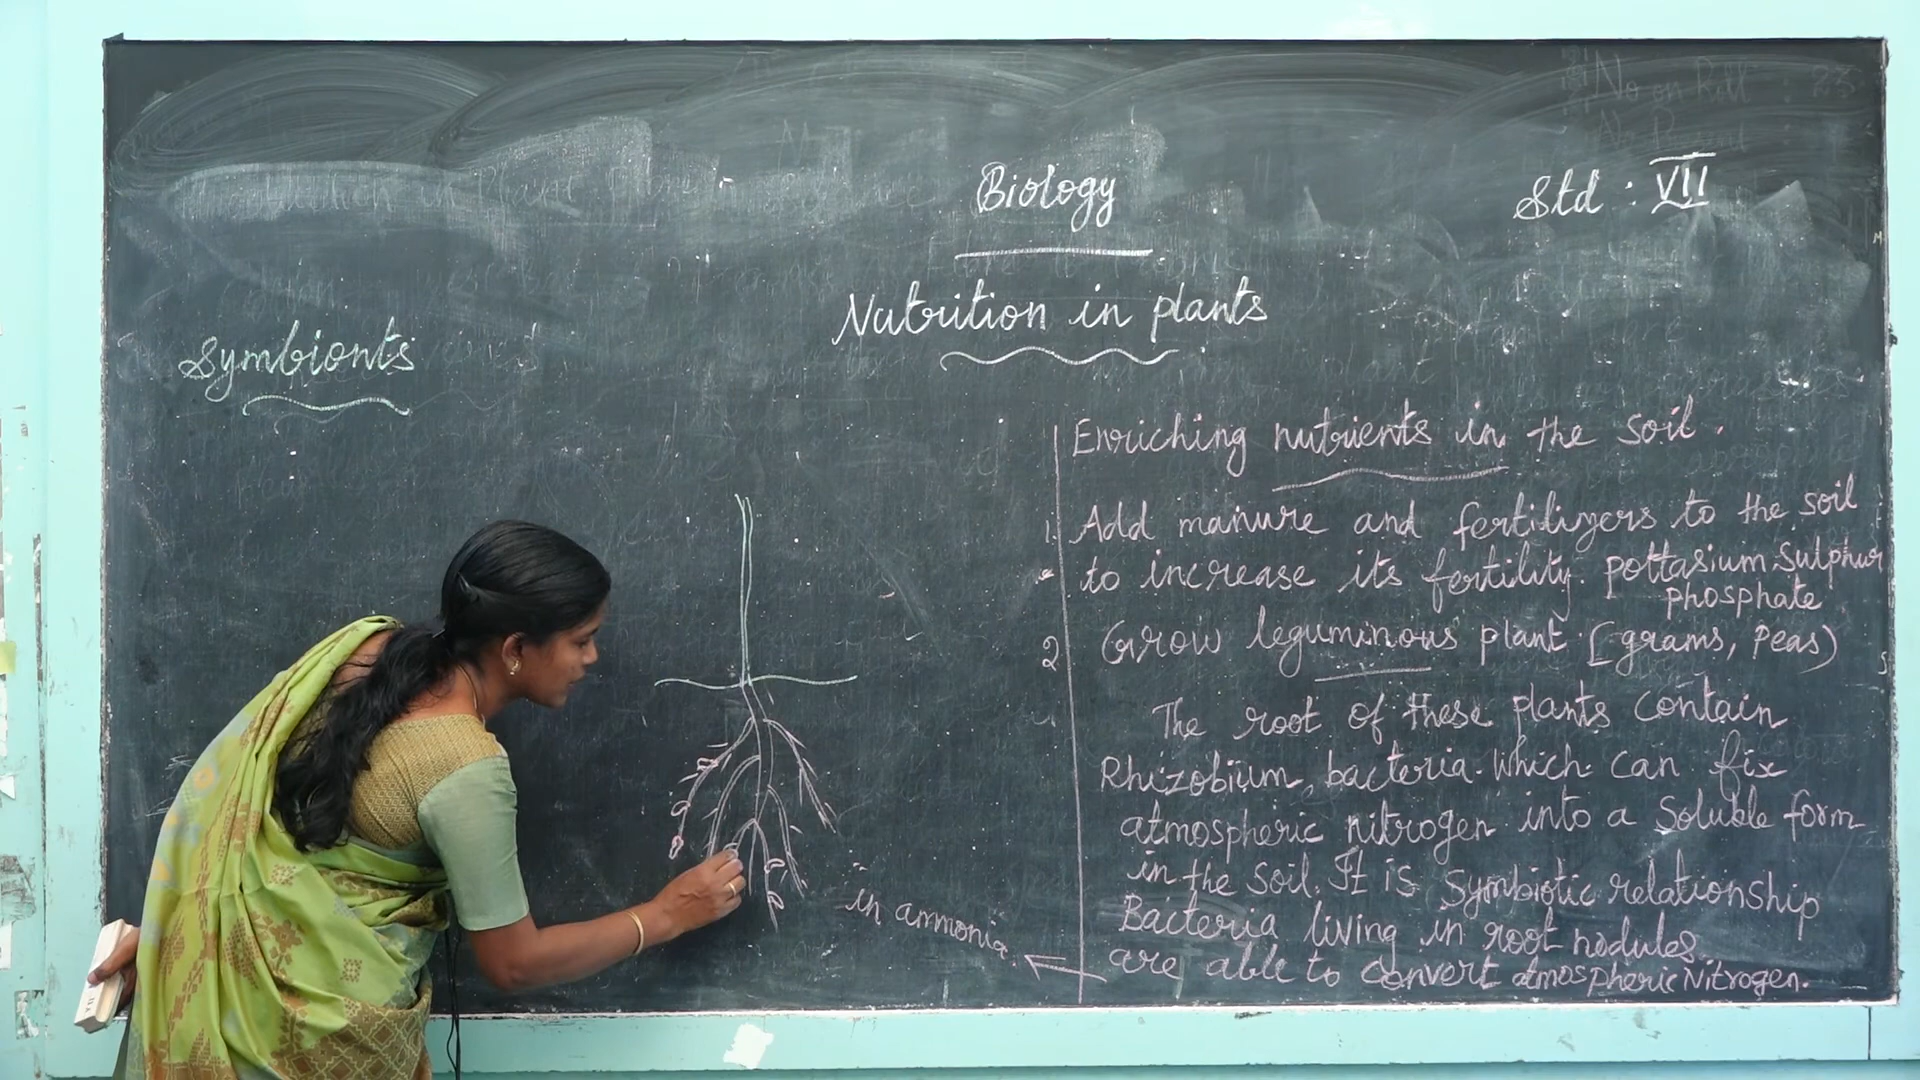 Biology
Std : VII
Nutrition in plants
Symbionts
Enriching nutrients in the soil.
1. Add manure and fertilizers to the soil
to increase its fertility. pottasium Sulphur
phosphate
2 Grow leguminous plant [grams, Peas)
The root of these plants contain
Rhizobium bacteria. Which can fix
atmospheric nitrogen into a Soluble form
in the Soil. It is Symbiotic relationship
Bacteria living in root nodules
are able to convert atmospheric Nitrogen.
in ammonia.